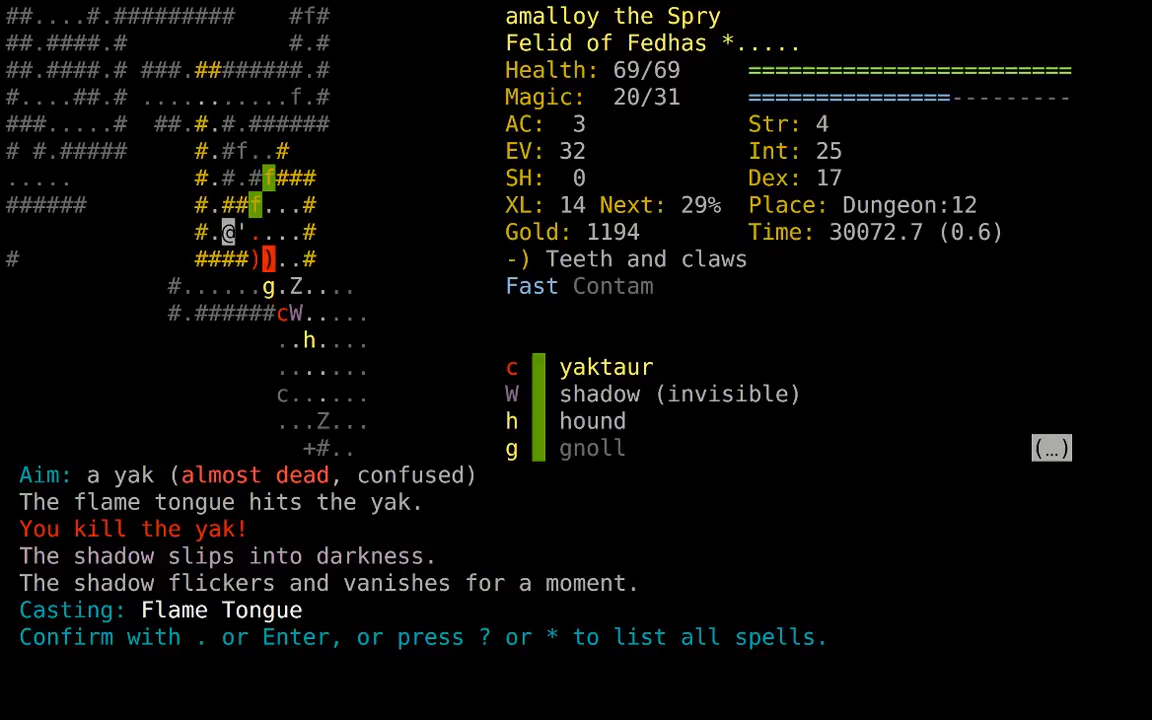 ##....#.######### #f# amalloy the Spry
##.####.# #.# Felid of Fedhas *.....
##.####.# ###.########.# Health: 69/69 ========================
#....##.# ...........f.# Magic: 20/31 ===============---------
###.....# ##.#.#.###### AC: 3 Str: 4
# #.##### #.#f..# EV: 32 Int: 25
..... #.#.#f### SH: 0 Dex: 17
###### #.##f...# XL: 14 Next: 29% Place: Dungeon:12
#.@'....# Gold: 1194 Time: 30072.7 (0.6)
# ####))..# -) Teeth and claws
#......g.Z.... Fast Contam
#.######cW.....
..h....
....... c yaktaur
c...... W shadow (invisible)
...Z... h hound
+#.. g gnoll (…)
Aim: a yak (almost dead, confused)
The flame tongue hits the yak.
You kill the yak!
The shadow slips into darkness.
The shadow flickers and vanishes for a moment.
Casting: Flame Tongue
Confirm with . or Enter, or press ? or * to list all spells.